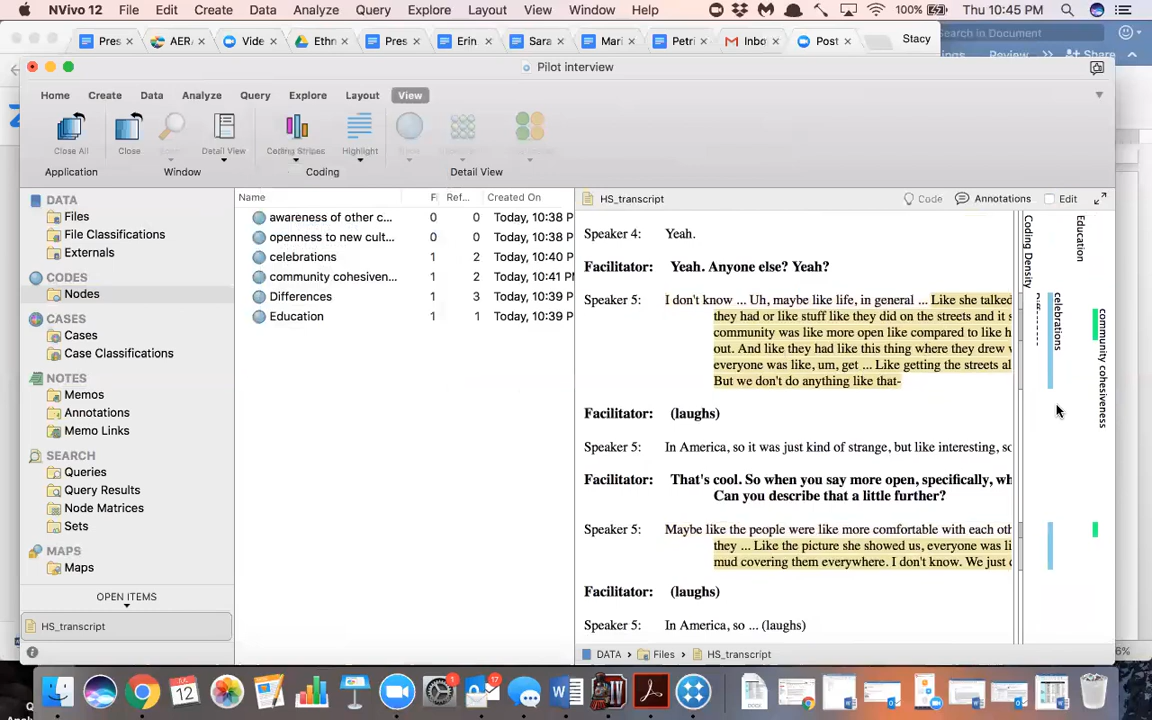 NVivo 12 File Edit Create Data Analyze Query Explore Layout View Window Help 100% Thu 10:45 PM
Pres AERA Vide Ethn Pres Erin Sara Mari Petri Inbo Post Stacy Search in Document
Review Share
Pilot interview
Home Create Data Analyze Query Explore Layout View
Close All Close Detail View Coding Stripes Highlight
Application Window Coding Detail View
DATA
Files
File Classifications
Externals
CODES
Nodes
CASES
Cases
Case Classifications
NOTES
Memos
Annotations
Memo Links
SEARCH
Queries
Query Results
Node Matrices
Sets
MAPS
Maps
OPEN ITEMS
HS_transcript
Name Ref... Created On
awareness of other c... 0 0 Today, 10:38 P
openness to new cult... 0 0 Today, 10:38 P
celebrations 1 2 Today, 10:40 P
community cohesiven... 1 2 Today, 10:41 P
Differences 1 3 Today, 10:39 P
Education 1 1 Today, 10:39 P
HS_transcript Code Annotations Edit
Speaker 4: Yeah.
Facilitator: Yeah. Anyone else? Yeah?
Speaker 5: I don't know ... Uh, maybe like life, in general ... Like she talked
they had or like stuff like they did on the streets and it s
community was like more open like compared to like h
out. And like they had like this thing where they drew w
everyone was like, um, get ... Like getting the streets al
But we don't do anything like that-
Facilitator: (laughs)
Speaker 5: In America, so it was just kind of strange, but like interesting, so
Facilitator: That's cool. So when you say more open, specifically, wh
Can you describe that a little further?
Speaker 5: Maybe like the people were like more comfortable with each oth
they ... Like the picture she showed us, everyone was li
mud covering them everywhere. I don't know. We just
Facilitator: (laughs)
Speaker 5: In America, so ... (laughs)
Coding Density
celebrations
Education
community cohesiveness
DATA Files HS_transcript
6%
12
1
17